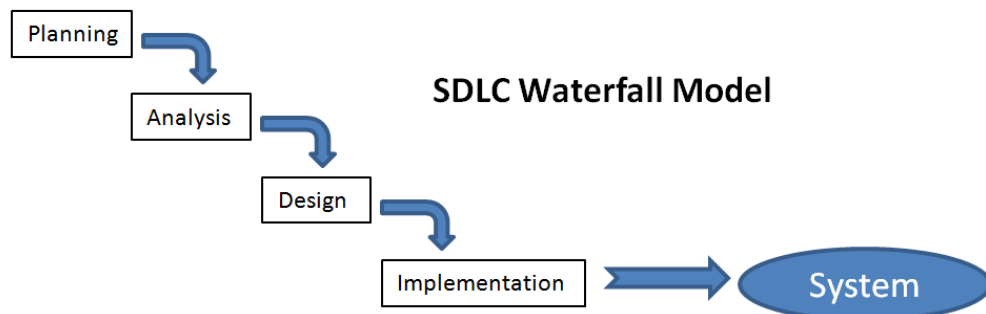 Planning
SDLC Waterfall Model
Analysis
Design
Implementation
System